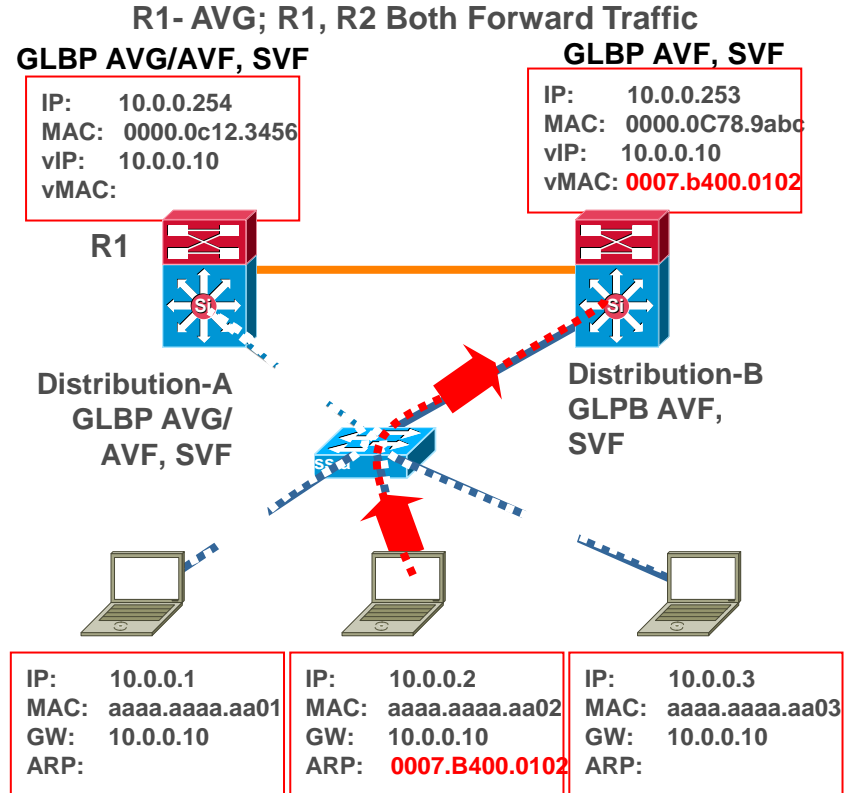 R1- AVG; R1, R2 Both Forward Traffic
GLBP AVG/AVF, SVF
GLBP AVF, SVF
IP: 10.0.0.254
MAC: 0000.0c12.3456
vIP: 10.0.0.10
vMAC:
IP: 10.0.0.253
MAC: 0000.0C78.9abc
vIP: 10.0.0.10
vMAC: 0007.b400.0102
R1
Si
Si
Distribution-A
GLBP AVG/
AVF, SVF
Distribution-B
GLPB AVF,
SVF
IP: 10.0.0.1
MAC: aaaa.aaaa.aa01
GW: 10.0.0.10
ARP:
IP: 10.0.0.2
MAC: aaaa.aaaa.aa02
GW: 10.0.0.10
ARP: 0007.B400.0102
IP: 10.0.0.3
MAC: aaaa.aaaa.aa03
GW: 10.0.0.10
ARP: